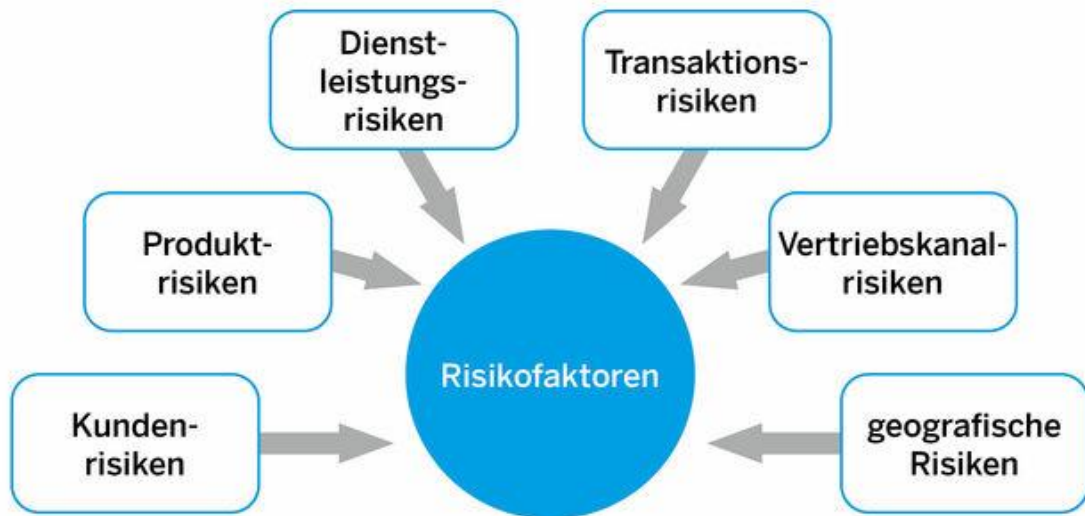 Dienst-
leistungs-
risiken
Transaktions-
risiken
Produkt-
risiken
Vertriebskanal-
risiken
Risikofaktoren
Kunden-
risiken
geografische
Risiken